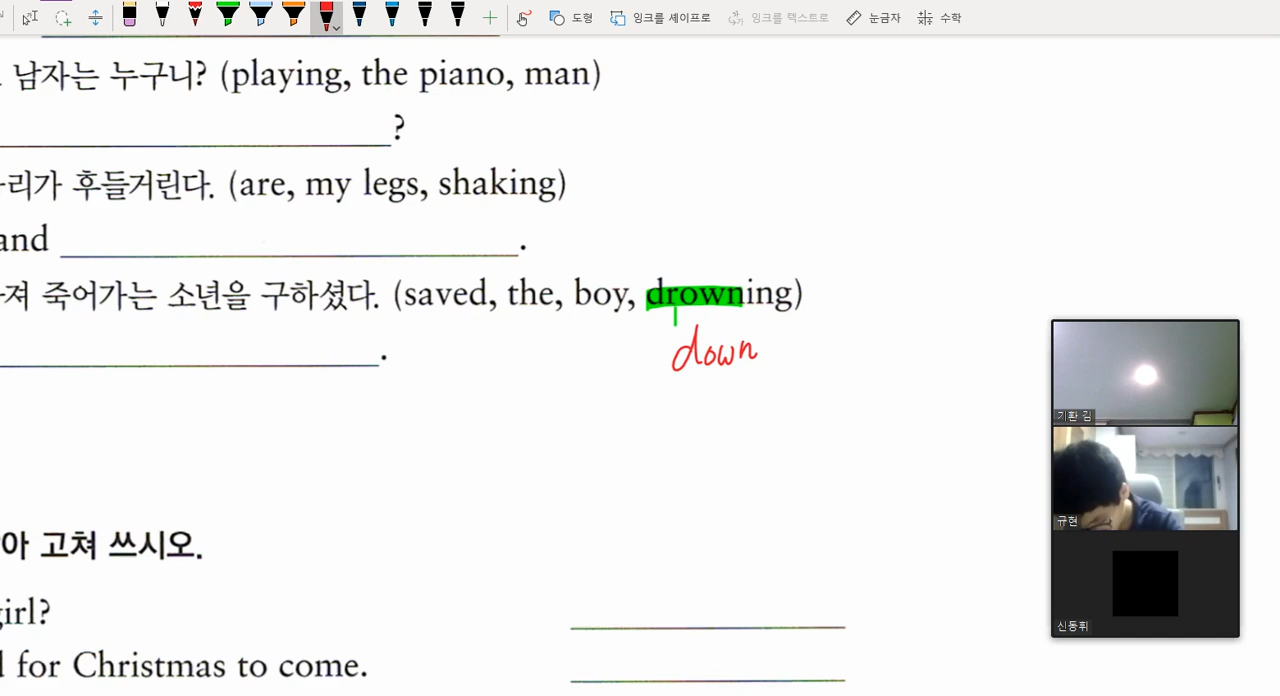 도형 잉크를 셰이프로 잉크를 텍스트로 눈금자 수학
남자는 누구니? (playing, the piano, man)
?
리가 후들거린다. (are, my legs, shaking)
and .
져 죽어가는 소년을 구하셨다. (saved, the, boy, drowning)
down
.
기환 김
규현
신동휘
아 고쳐 쓰시오.
girl?
for Christmas to come.